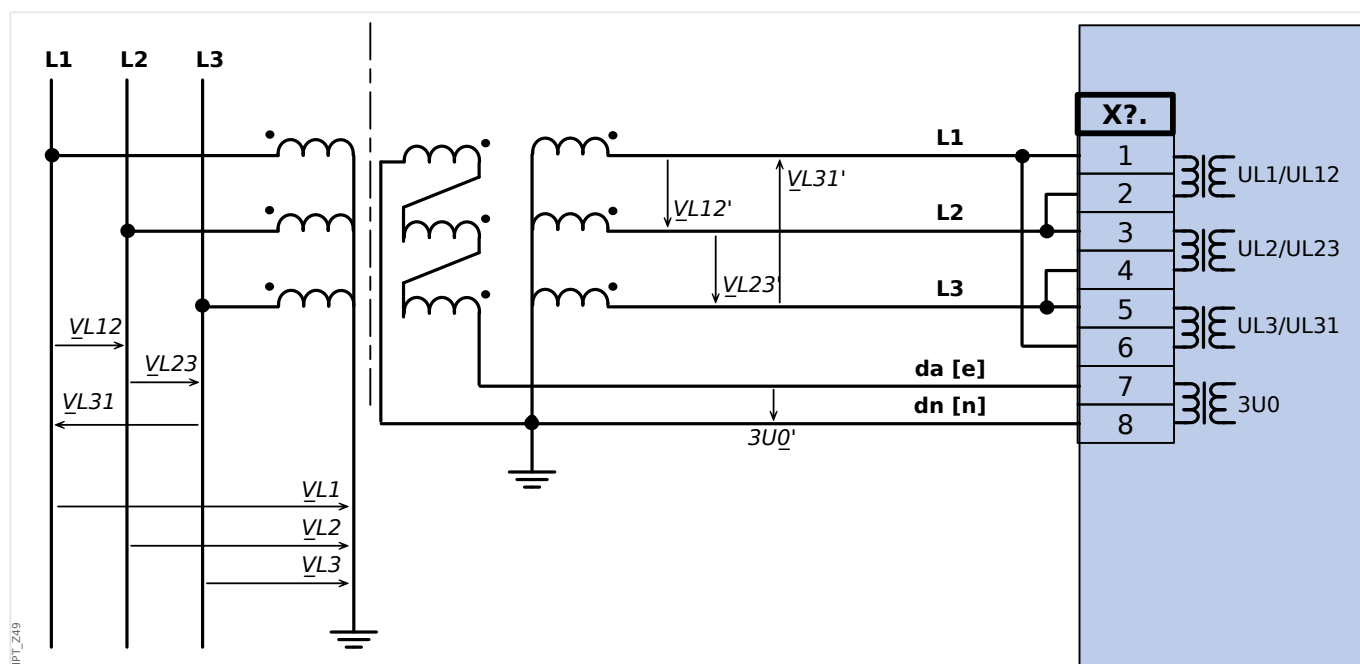 L1 L2 L3
X?.
L1
1
VL31'
UL1/UL12
2
VL12'
L2
3
UL2/UL23
4
VL23'
L3
5
UL3/UL31
VL12
6
VL23
da [e]
7
VL31
dn [n]
3U0
8
3U0'
VL1
VL2
VL3